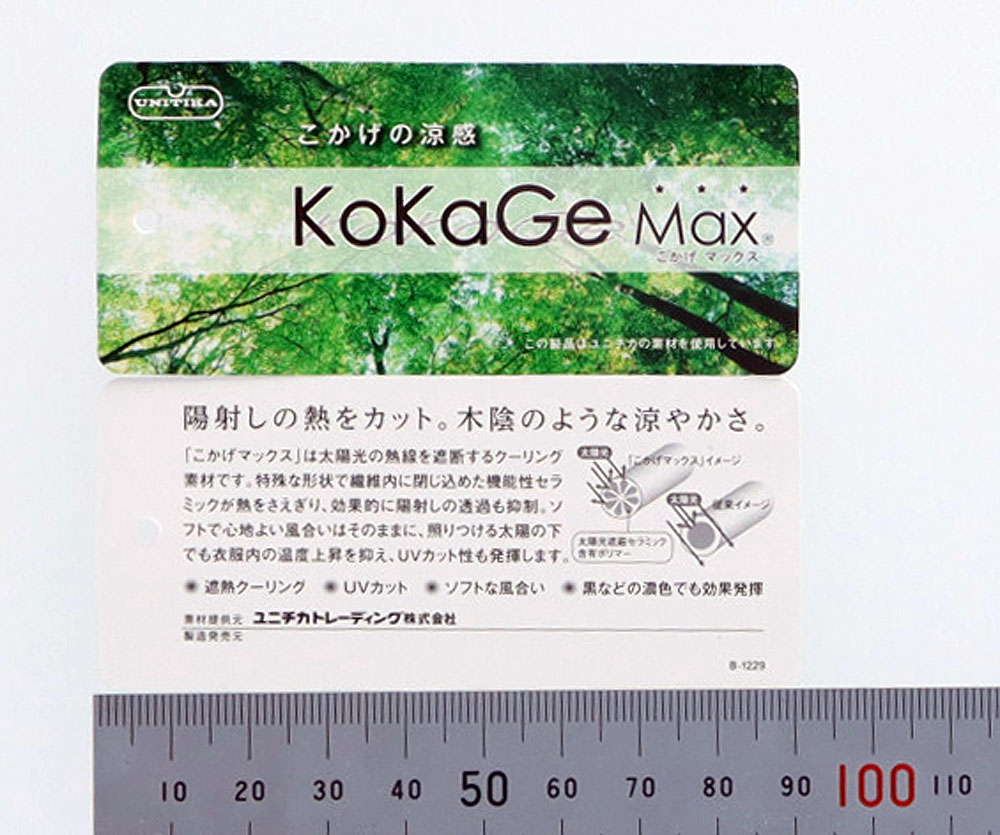 UNITIKA
こかげの涼感
KoKaGe Max®
こかげ マックス
この製品はユニチカの素材を使用しています。
陽射しの熱をカット。木陰のような涼やかさ。
「こかげマックス」は太陽光の熱線を遮断するクーリング
素材です。特殊な形状で繊維内に閉じ込めた機能性セラ
ミックが熱をさえぎり、効果的に陽射しの透過も抑制。ソ
フトで心地よい風合いはそのままに、照りつける太陽の下
でも衣服内の温度上昇を抑え、UVカット性も発揮します。
太陽光
「こかげマックス」イメージ
太陽光
従来イメージ
太陽光遮蔽セラミック
含有ポリマー
遮熱クーリング UVカット ソフトな風合い 黒などの濃色でも効果発揮
素材提供元 ユニチカトレーディング株式会社
製造発売元
B-1229
10 20 30 40 50 60 70 80 90 100 110